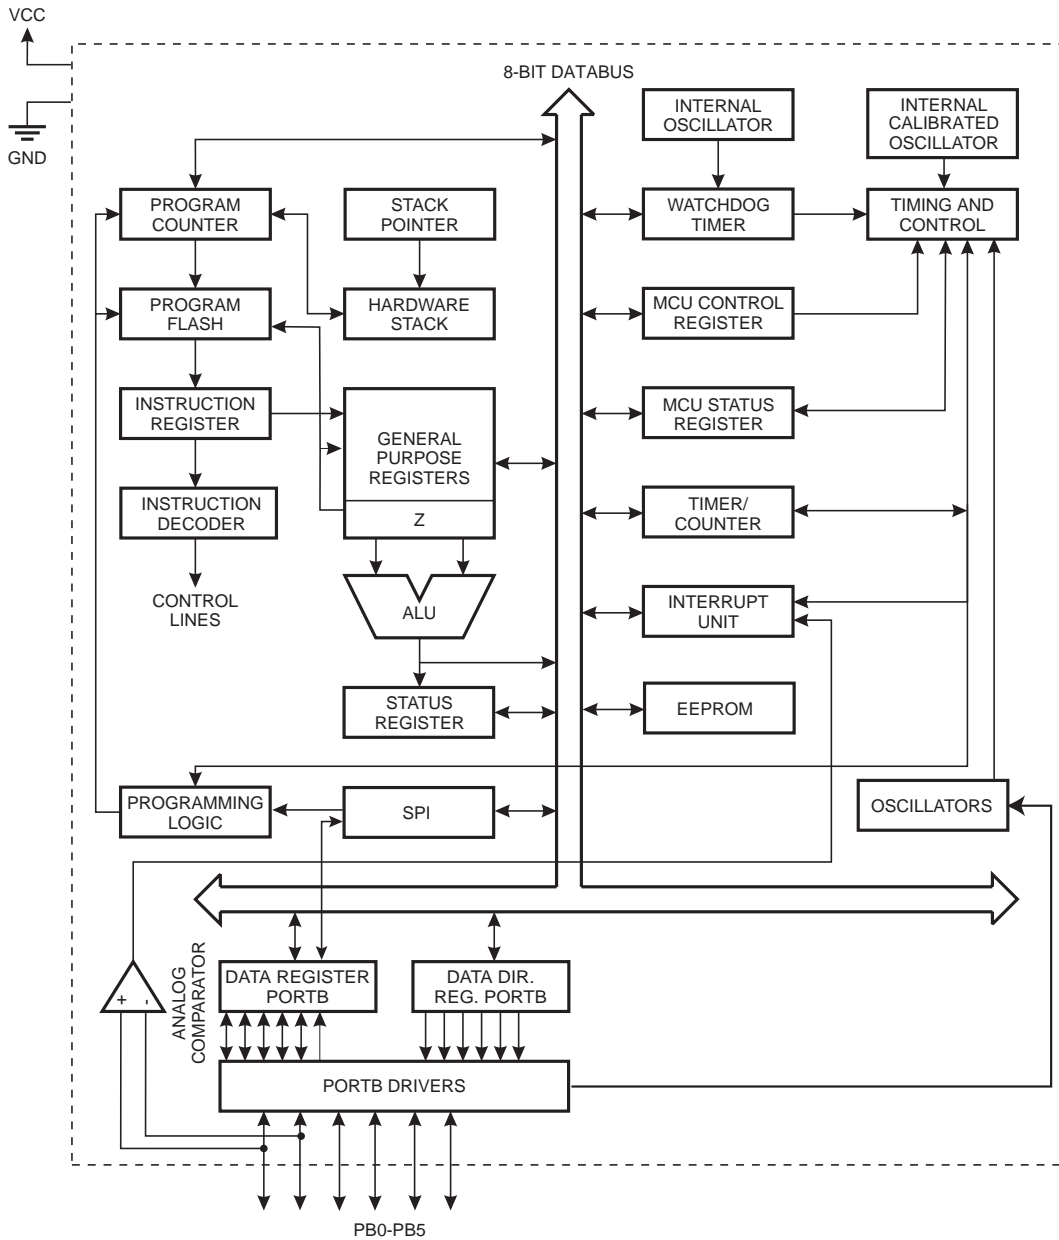 VCC
8-BIT DATABUS
GND
INTERNAL
OSCILLATOR
INTERNAL
CALIBRATED
OSCILLATOR
PROGRAM
COUNTER
STACK
POINTER
WATCHDOG
TIMER
TIMING AND
CONTROL
PROGRAM
FLASH
HARDWARE
STACK
MCU CONTROL
REGISTER
INSTRUCTION
REGISTER
GENERAL
PURPOSE
REGISTERS
Z
MCU STATUS
REGISTER
INSTRUCTION
DECODER
TIMER/
COUNTER
CONTROL
LINES
ALU
INTERRUPT
UNIT
STATUS
REGISTER
EEPROM
PROGRAMMING
LOGIC
SPI
OSCILLATORS
ANALOG
COMPARATOR
+
-
DATA REGISTER
PORTB
DATA DIR.
REG. PORTB
PORTB DRIVERS
PB0-PB5